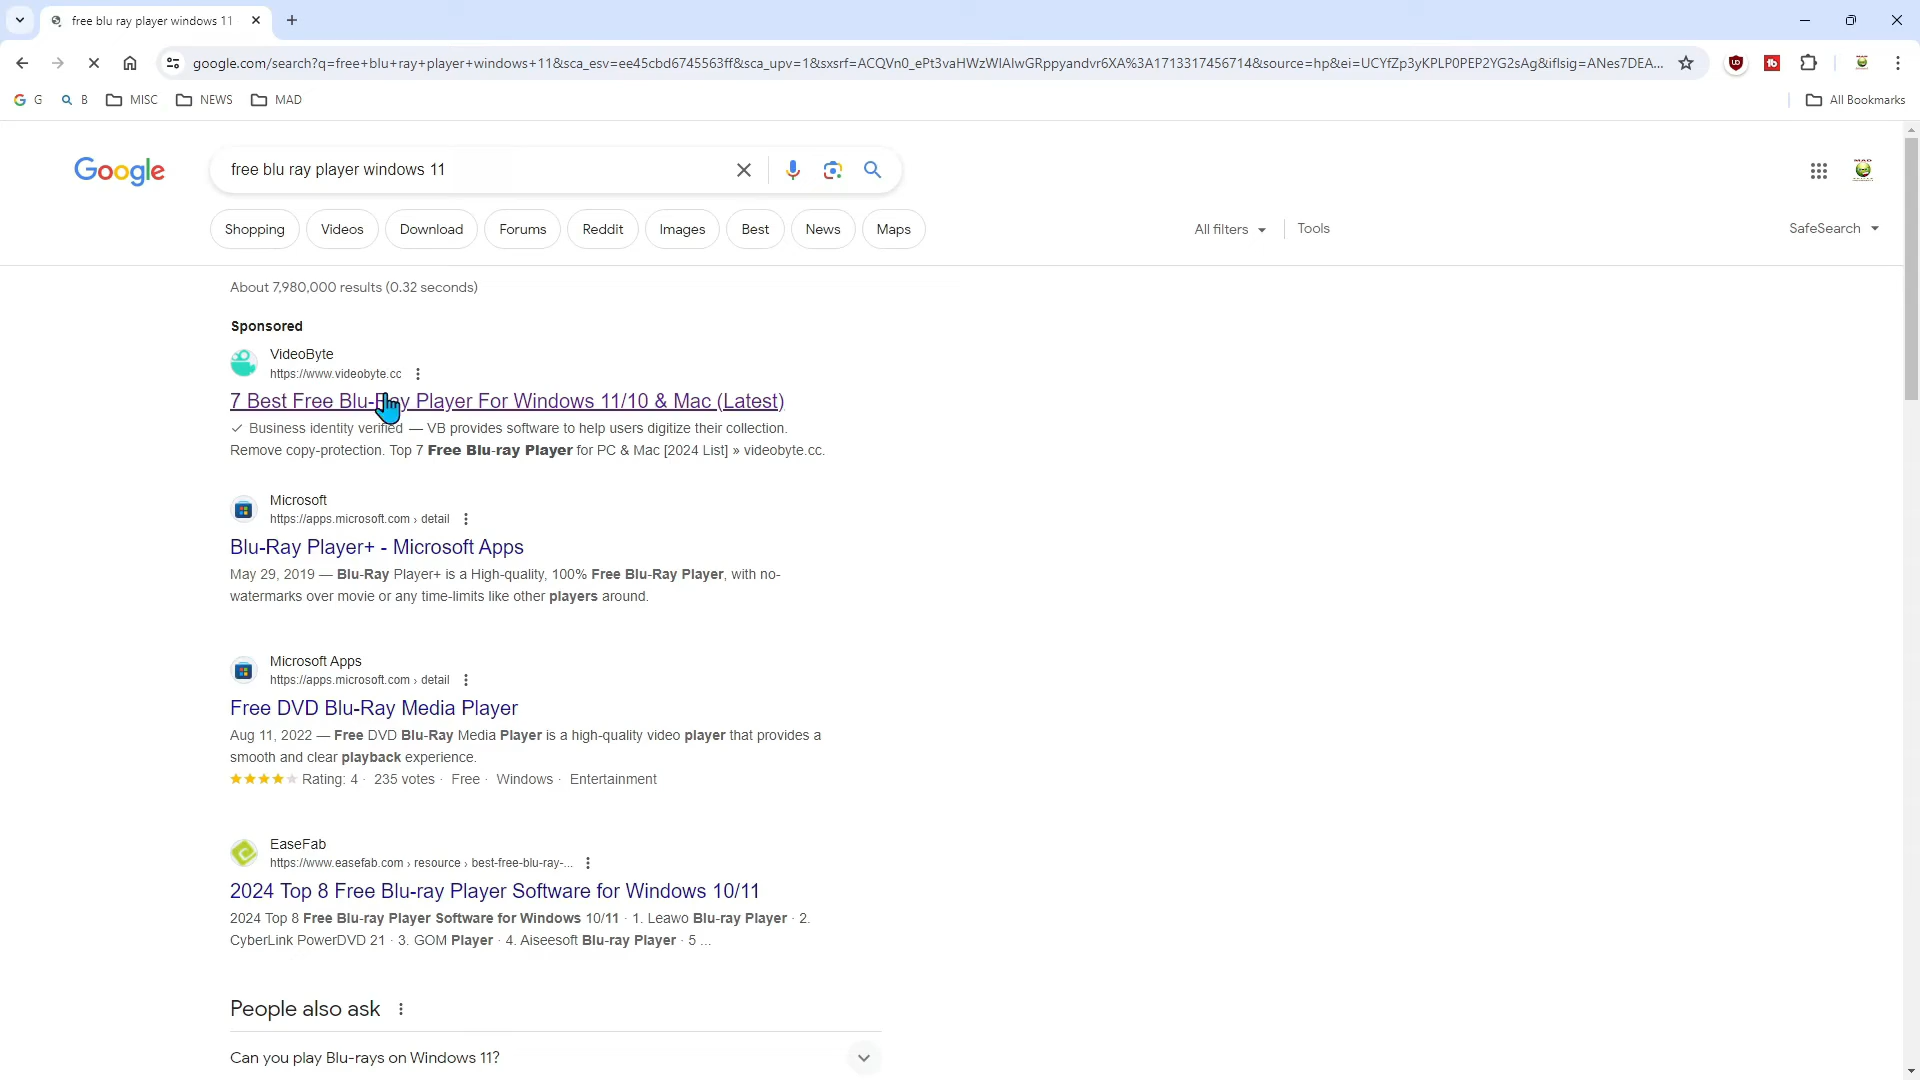 free blu ray player windows 11
google.com/search?q=free+blu+ray+player+windows+11&sca_esv=ee45cbd6745563ff&sca_upv=1&sxsrf=ACQVn0_ePt3vaHWzWIAlwGRppyandvr6XA%3A1713317456714&source=hp&ei=UCYfZp3yKPLP0PEP2YG2sAg&iflsig=ANes7DEA...
G
B
MISC
NEWS
MAD
All Bookmarks
Google
free blu ray player windows 11
Shopping
Videos
Download
Forums
Reddit
Images
Best
News
Maps
All filters
Tools
SafeSearch
About 7,980,000 results (0.32 seconds)
Sponsored
VideoByte
https://www.videobyte.cc
7 Best Free Blu-Ray Player For Windows 11/10 & Mac (Latest)
Business identity verified — VB provides software to help users digitize their collection.
Remove copy-protection. Top 7 Free Blu-ray Player for PC & Mac [2024 List] » videobyte.cc.
Microsoft
https://apps.microsoft.com › detail
Blu-Ray Player+ - Microsoft Apps
May 29, 2019 — Blu-Ray Player+ is a High-quality, 100% Free Blu-Ray Player, with no-
watermarks over movie or any time-limits like other players around.
Microsoft Apps
https://apps.microsoft.com › detail
Free DVD Blu-Ray Media Player
Aug 11, 2022 — Free DVD Blu-Ray Media Player is a high-quality video player that provides a
smooth and clear playback experience.
Rating: 4 · 235 votes · Free · Windows · Entertainment
EaseFab
https://www.easefab.com › resource › best-free-blu-ray-...
2024 Top 8 Free Blu-ray Player Software for Windows 10/11
2024 Top 8 Free Blu-ray Player Software for Windows 10/11 · 1. Leawo Blu-ray Player · 2.
CyberLink PowerDVD 21 · 3. GOM Player · 4. Aiseesoft Blu-ray Player · 5 ...
People also ask
Can you play Blu-rays on Windows 11?